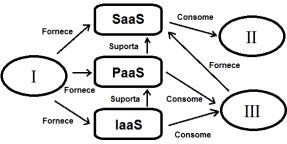 SaaS
Consome
Fornece
II
Suporta
Fornece
I
PaaS
Fornece
Consome
Suporta
III
Fornece
IaaS
Consome